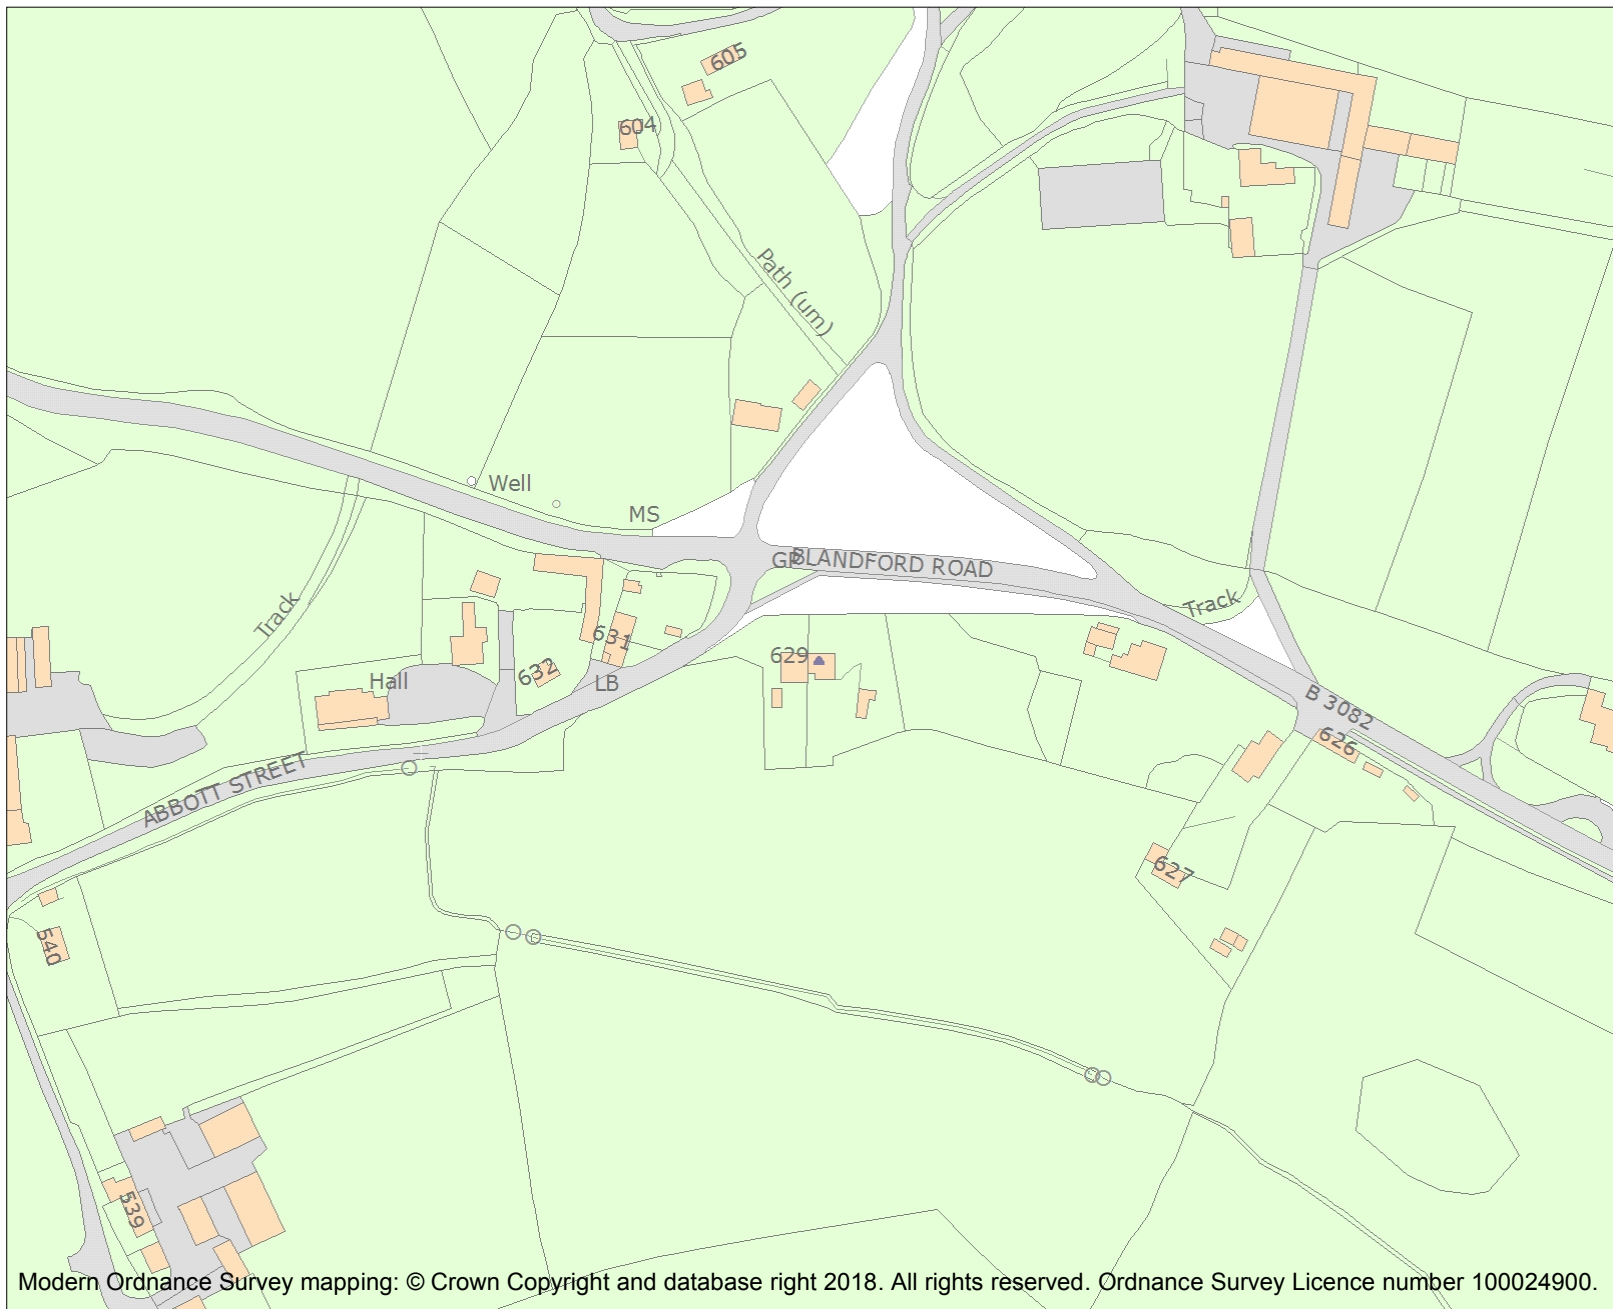 605
604
Path (um)
Well
MS
GP
BLANDFORD ROAD
Track
Track
631
629
632
Hall
LB
B 3082
626
ABBOTT STREET
627
540
539
Modern Ordnance Survey mapping: © Crown Copyright and database right 2018. All rights reserved. Ordnance Survey Licence number 100024900.